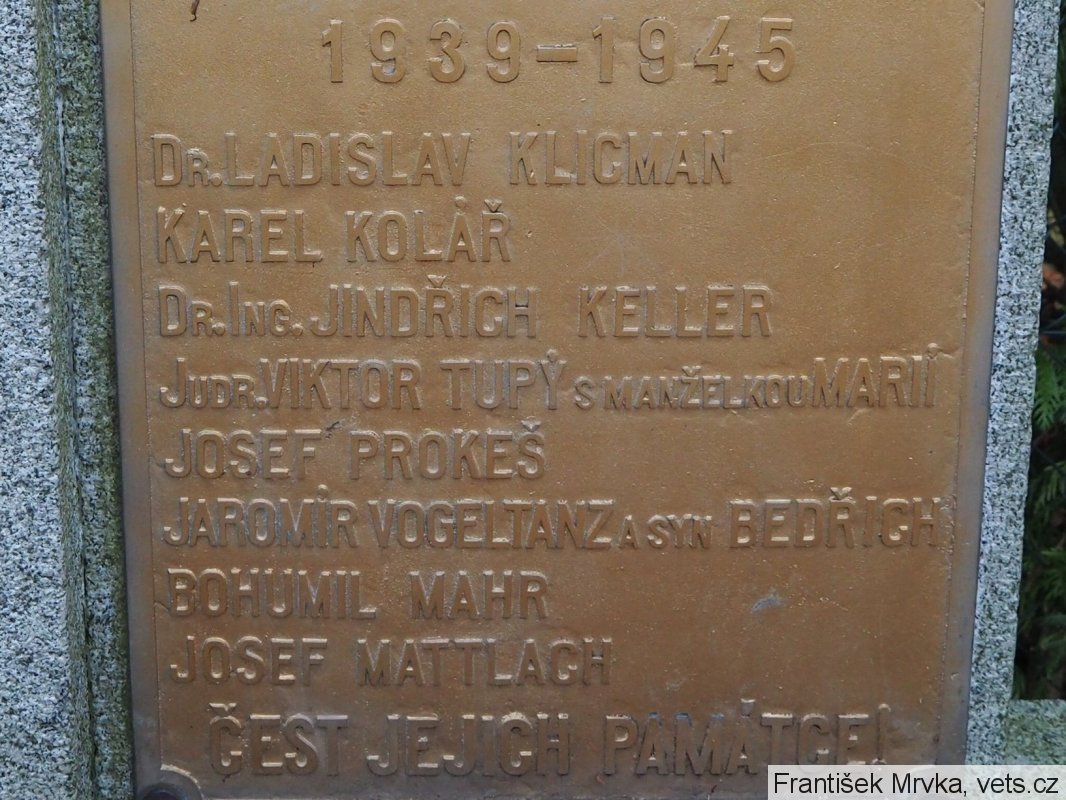 1939-1945
Dr. LADISLAV KLICMAN
KAREL KOLÁŘ
Dr. Ing. JINDŘICH KELLER
JUDR. VIKTOR TUPÝ S MANŽELKOU MARIÍ
JOSEF PROKEŠ
JAROMÍR VOGELTANZ A SYN BEDŘICH
BOHUMIL MAHR
JOSEF MATTLACH
ČEST JEJICH PAMÁTCE!
František Mrvka, vets.cz